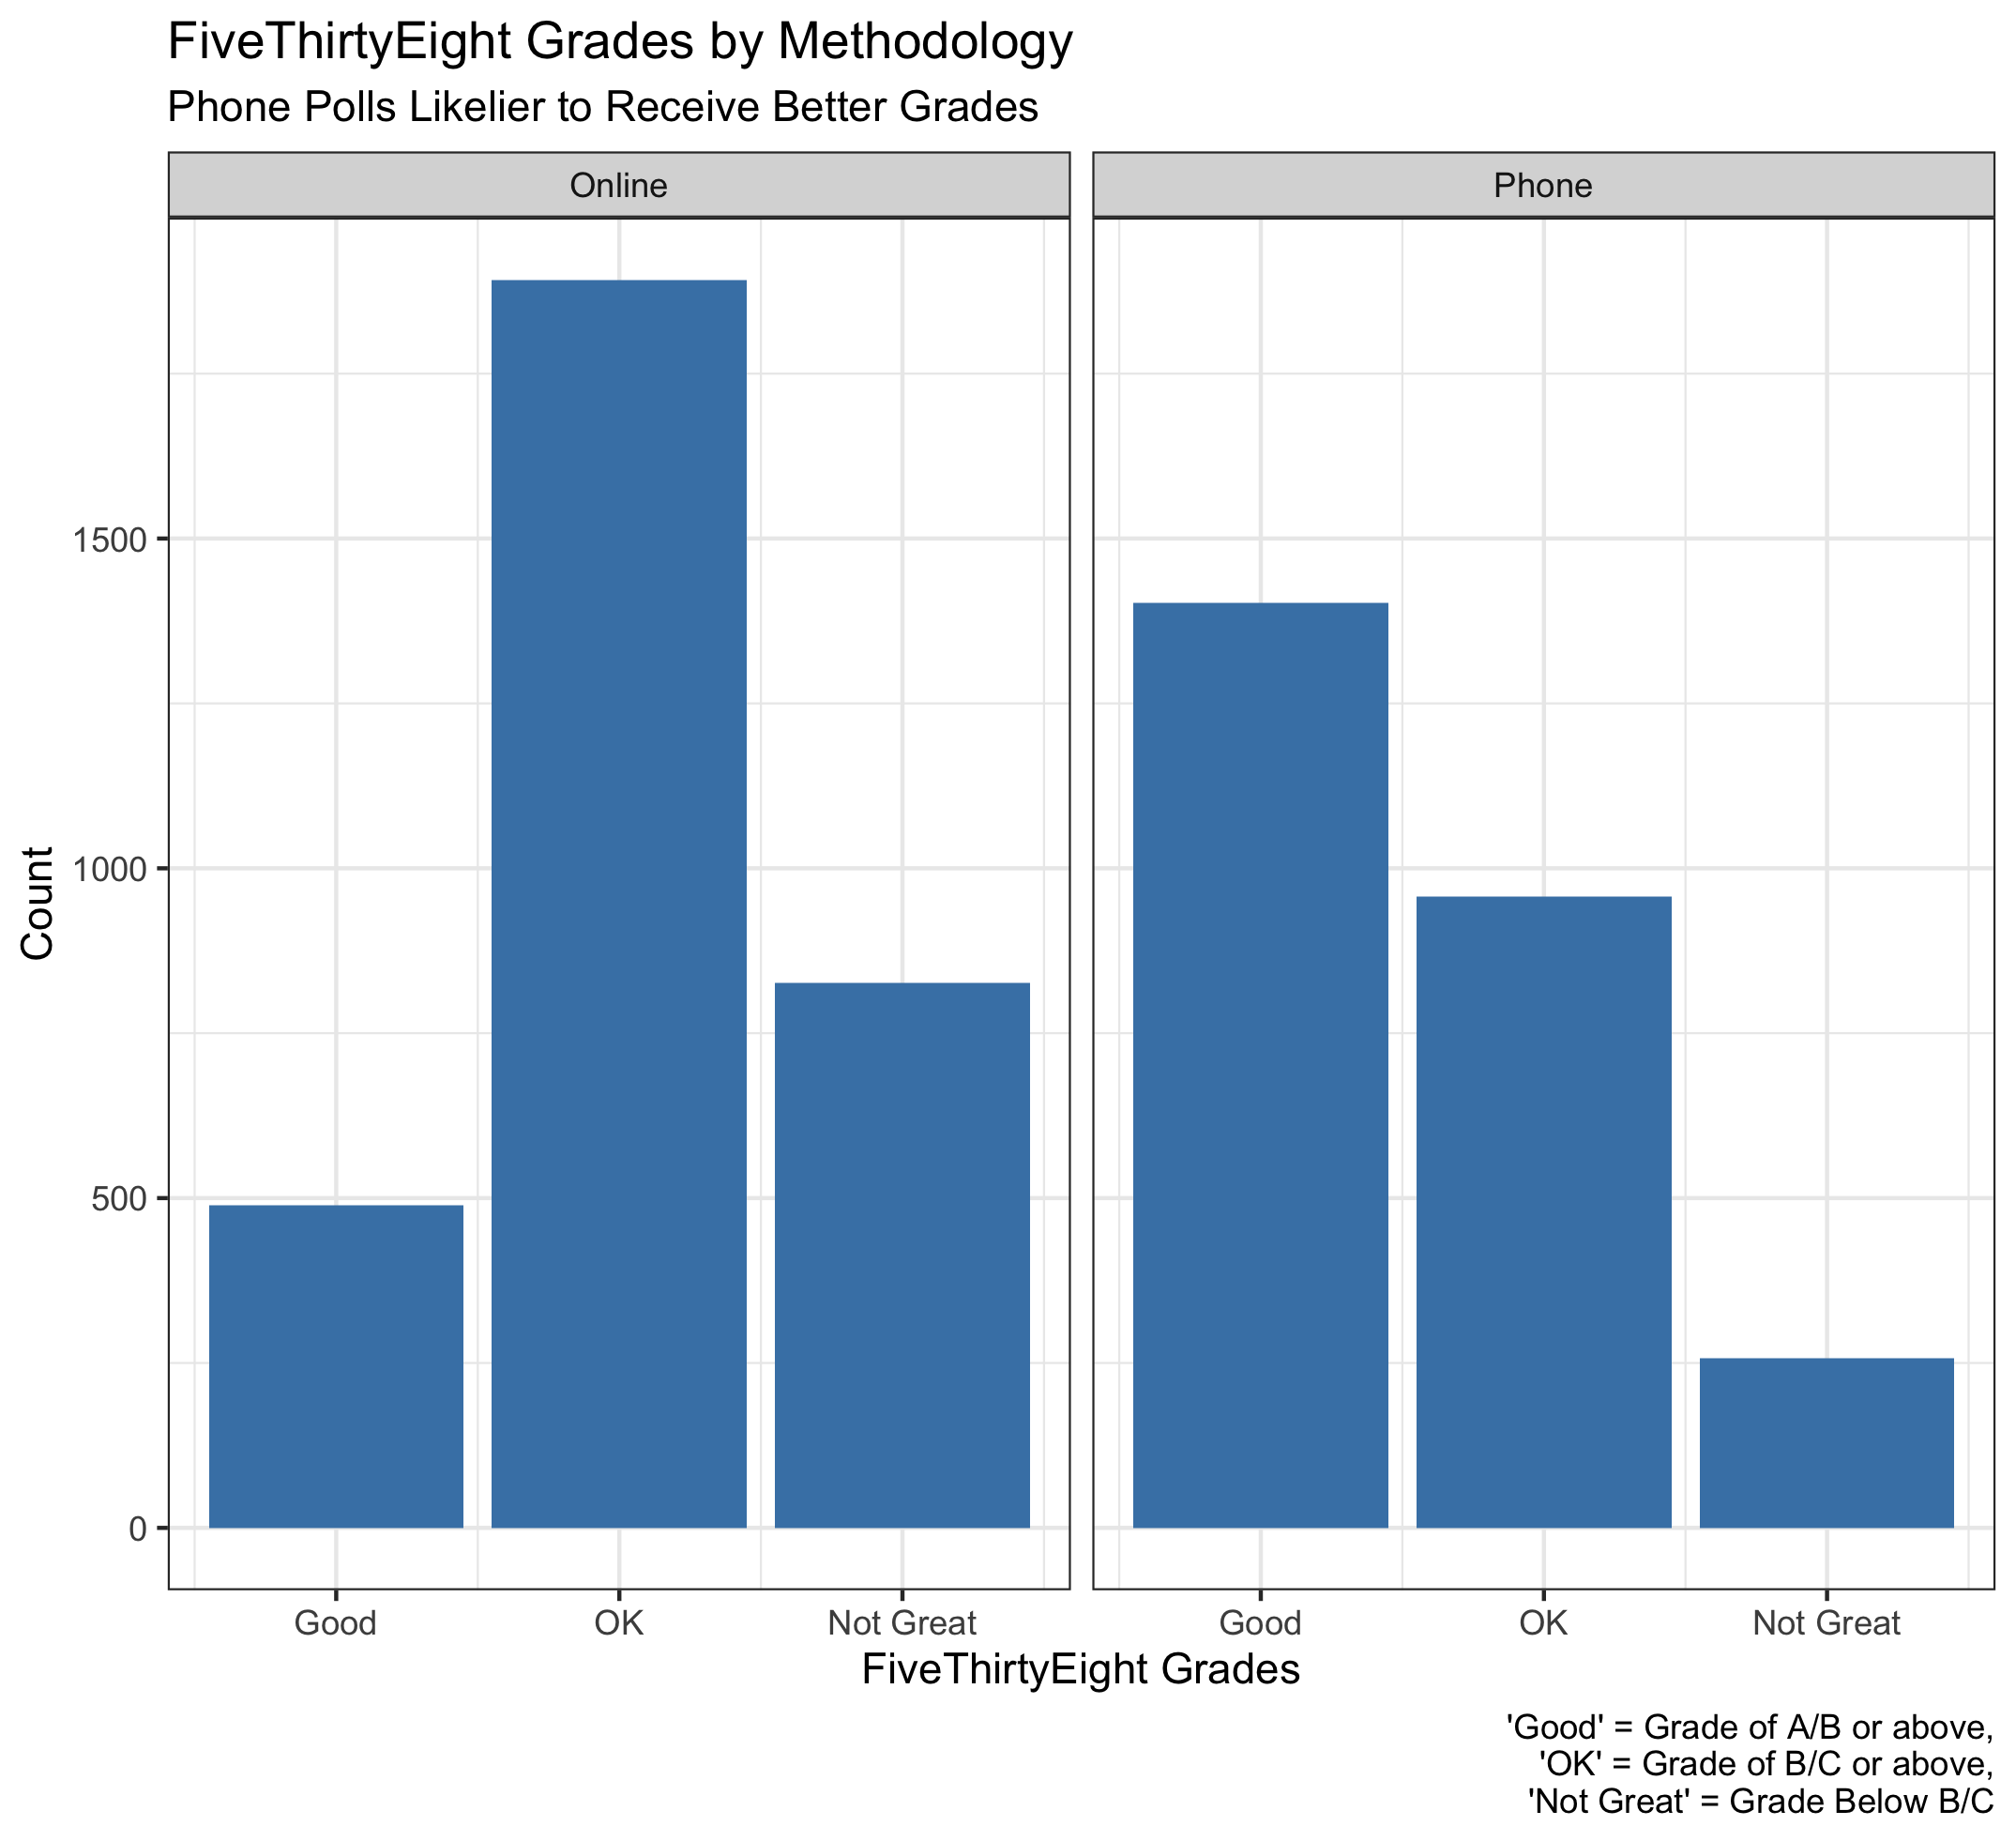 FiveThirtyEight Grades by Methodology
Phone Polls Likelier to Receive Better Grades
Online
Phone
Count
1500
1000
500
0
Good
OK
Not Great
Good
OK
Not Great
FiveThirtyEight Grades
'Good' = Grade of A/B or above,
'OK' = Grade of B/C or above,
'Not Great' = Grade Below B/C